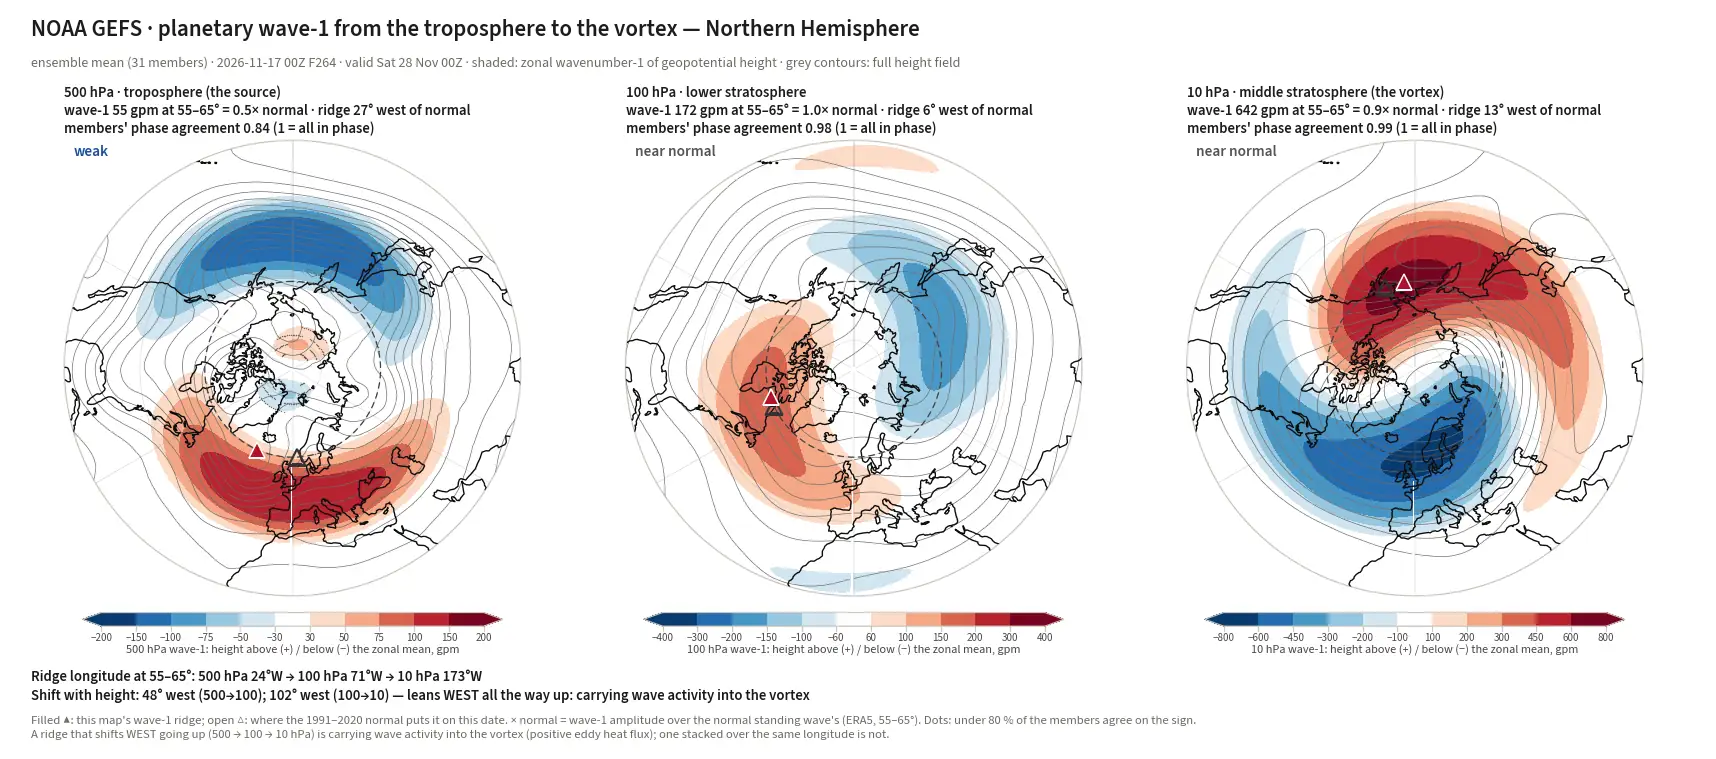 NOAA GEFS · planetary wave-1 from the troposphere to the vortex — Northern Hemisphere
ensemble mean (31 members) · 2026-11-17 00Z F264 · valid Sat 28 Nov 00Z · shaded: zonal wavenumber-1 of geopotential height · grey contours: full height field
500 hPa · troposphere (the source)
wave-1 55 gpm at 55–65° = 0.5× normal · ridge 27° west of normal
members' phase agreement 0.84 (1 = all in phase)
weak
100 hPa · lower stratosphere
wave-1 172 gpm at 55–65° = 1.0× normal · ridge 6° west of normal
members' phase agreement 0.98 (1 = all in phase)
near normal
10 hPa · middle stratosphere (the vortex)
wave-1 642 gpm at 55–65° = 0.9× normal · ridge 13° west of normal
members' phase agreement 0.99 (1 = all in phase)
near normal
−200 −150 −100 −75 −50 −30 30 50 75 100 150 200
500 hPa wave-1: height above (+) / below (−) the zonal mean, gpm
−400 −300 −200 −150 −100 −60 60 100 150 200 300 400
100 hPa wave-1: height above (+) / below (−) the zonal mean, gpm
−800 −600 −450 −300 −200 −100 100 200 300 450 600 800
10 hPa wave-1: height above (+) / below (−) the zonal mean, gpm
Ridge longitude at 55–65°: 500 hPa 24°W → 100 hPa 71°W → 10 hPa 173°W
Shift with height: 48° west (500→100); 102° west (100→10) — leans WEST all the way up: carrying wave activity into the vortex
Filled ▲: this map's wave-1 ridge; open △: where the 1991–2020 normal puts it on this date. × normal = wave-1 amplitude over the normal standing wave's (ERA5, 55–65°). Dots: under 80 % of the members agree on the sign.
A ridge that shifts WEST going up (500 → 100 → 10 hPa) is carrying wave activity into the vortex (positive eddy heat flux); one stacked over the same longitude is not.